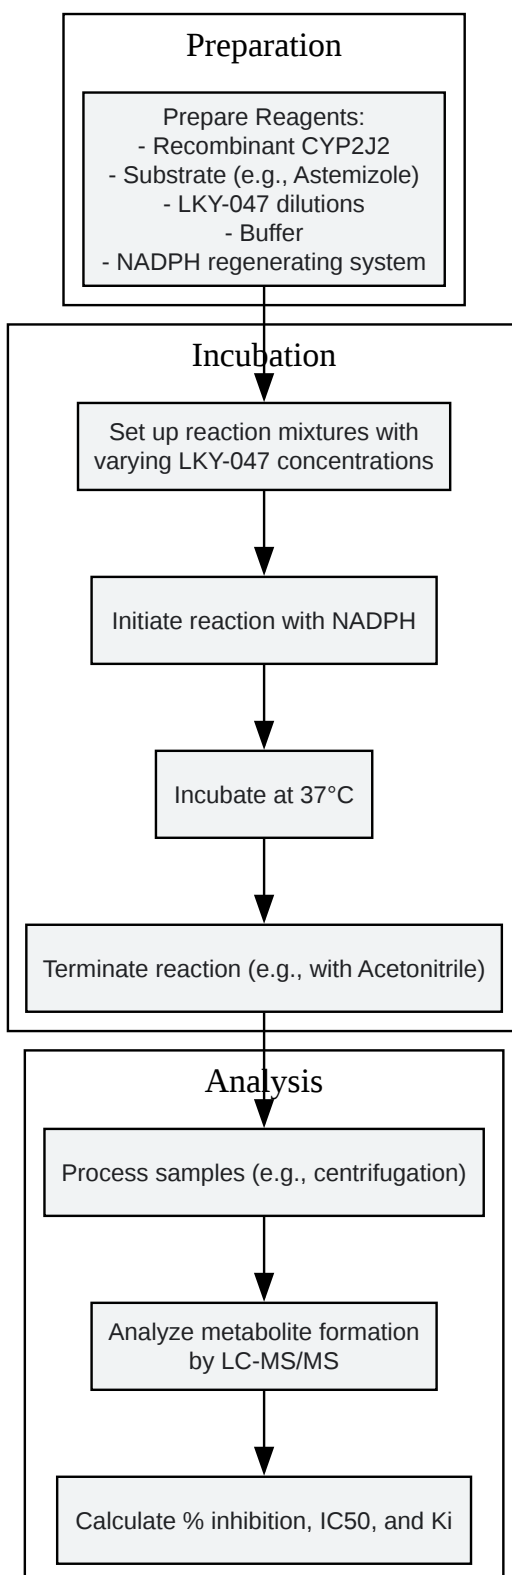 Preparation
Prepare Reagents:
- Recombinant CYP2J2
- Substrate (e.g., Astemizole)
- LKY-047 dilutions
- Buffer
- NADPH regenerating system
Incubation
Set up reaction mixtures with
varying LKY-047 concentrations
Initiate reaction with NADPH
Incubate at 37°C
Terminate reaction (e.g., with Acetonitrile)
Analysis
Process samples (e.g., centrifugation)
Analyze metabolite formation
by LC-MS/MS
Calculate % inhibition, IC50, and Ki